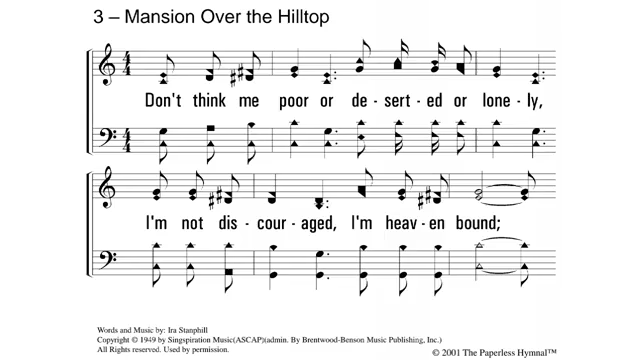 3 – Mansion Over the Hilltop
Don't think me poor or de - sert - ed or lone - ly,
I'm not dis - cour - aged, I'm heav - en bound;
Words and Music by: Ira Stanphill
Copyright © 1949 by Singspiration Music(ASCAP)(admin. By Brentwood-Benson Music Publishing, Inc.)
All Rights reserved. Used by permission.
© 2001 The Paperless Hymnal™